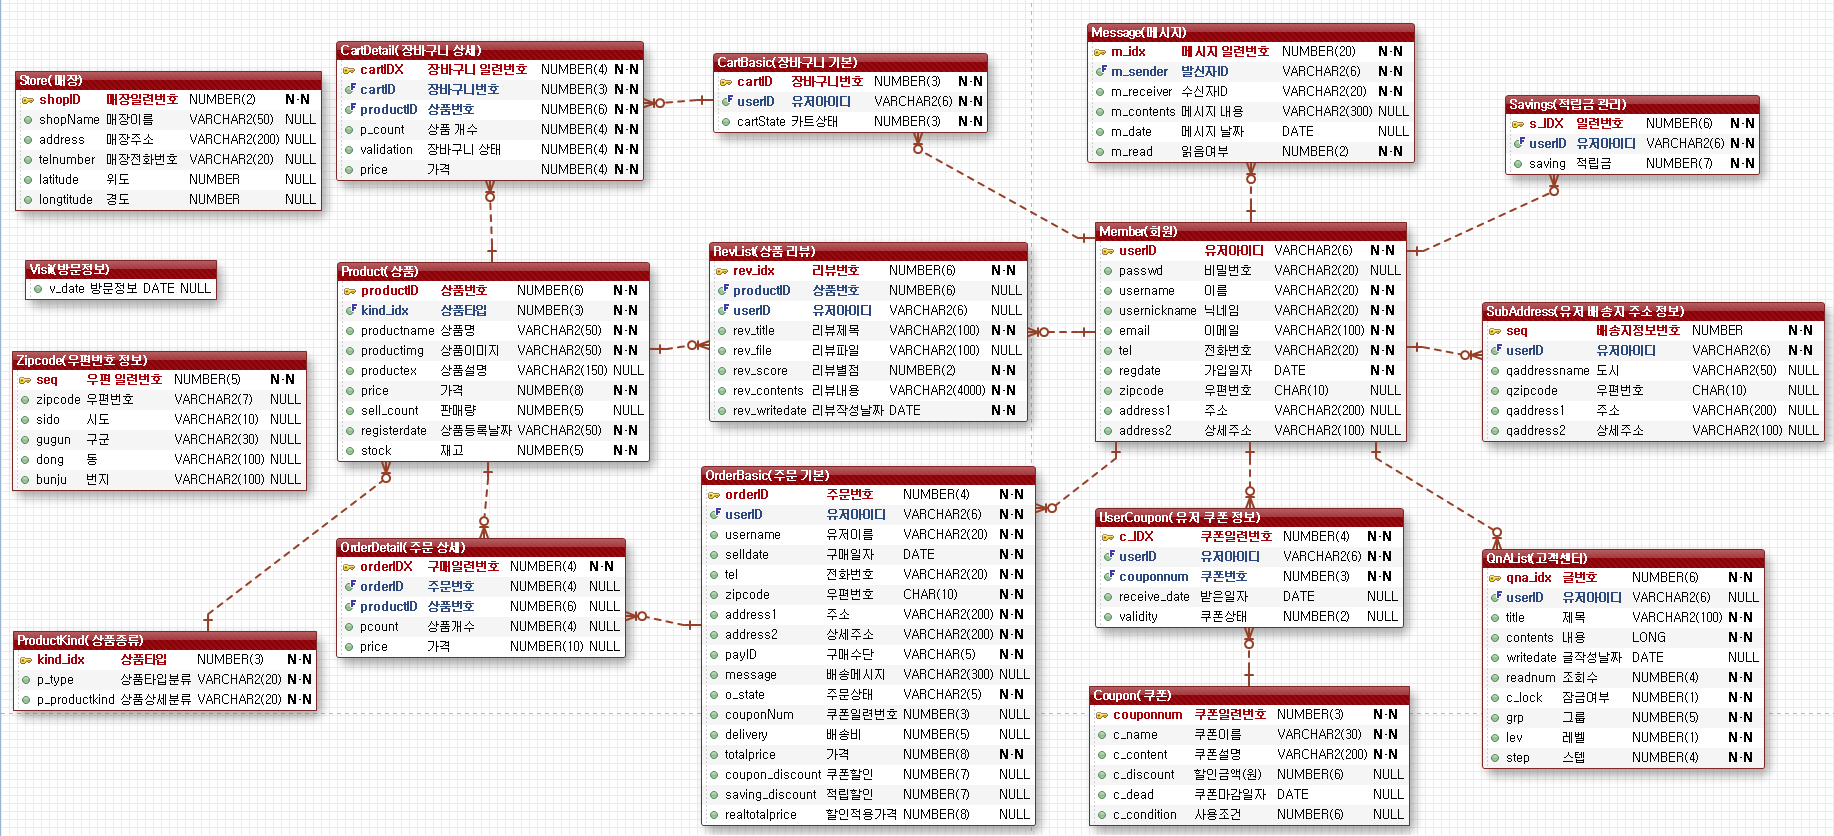 Store(매장)
shopID 매장일련번호 NUMBER(2) N-N
shopName 매장이름 VARCHAR2(50) NULL
address 매장주소 VARCHAR2(200) NULL
telnumber 매장전화번호 VARCHAR2(20) NULL
latitude 위도 NUMBER NULL
longtitude 경도 NUMBER NULL
CartDetail(장바구니 상세)
cartIDX 장바구니 일련번호 NUMBER(4) N-N
cartID 장바구니번호 NUMBER(3) N-N
productID 상품번호 NUMBER(6) N-N
p_count 상품 개수 NUMBER(4) N-N
validation 장바구니 상태 NUMBER(4) N-N
price 가격 NUMBER(4) N-N
CartBasic(장바구니 기본)
cartID 장바구니번호 NUMBER(3) N-N
userID 유저아이디 VARCHAR2(6) N-N
cartState 카트상태 NUMBER(3) N-N
Message(메시지)
m_idx 메시지 일련번호 NUMBER(20) N-N
m_sender 발신자ID VARCHAR2(6) N-N
m_receiver 수신자ID VARCHAR2(20) N-N
m_contents 메시지 내용 VARCHAR2(300) NULL
m_date 메시지 날짜 DATE NULL
m_read 읽음여부 NUMBER(2) N-N
Savings(적립금 관리)
s_IDX 일련번호 NUMBER(6) N-N
userID 유저아이디 VARCHAR2(6) N-N
saving 적립금 NUMBER(7) N-N
Visit(방문정보)
v_date 방문정보 DATE NULL
Product(상품)
productID 상품번호 NUMBER(6) N-N
kind_idx 상품타입 NUMBER(3) N-N
productname 상품명 VARCHAR2(50) N-N
productimg 상품이미지 VARCHAR2(50) N-N
productex 상품설명 VARCHAR2(150) NULL
price 가격 NUMBER(8) N-N
sell_count 판매량 NUMBER(5) NULL
registerdate 상품등록날짜 VARCHAR2(50) N-N
stock 재고 NUMBER(5) N-N
RevList(상품 리뷰)
rev_idx 리뷰번호 NUMBER(6) N-N
productID 상품번호 NUMBER(6) NULL
userID 유저아이디 VARCHAR2(6) NULL
rev_title 리뷰제목 VARCHAR2(100) N-N
rev_file 리뷰파일 VARCHAR2(100) NULL
rev_score 리뷰별점 NUMBER(2) N-N
rev_contents 리뷰내용 VARCHAR2(4000) N-N
rev_writedate 리뷰작성날짜 DATE N-N
Member(회원)
userID 유저아이디 VARCHAR2(6) N-N
passwd 비밀번호 VARCHAR2(20) NULL
username 이름 VARCHAR2(20) N-N
usernickname 닉네임 VARCHAR2(20) N-N
email 이메일 VARCHAR2(100) N-N
tel 전화번호 VARCHAR2(20) N-N
regdate 가입일자 DATE N-N
zipcode 우편번호 CHAR(10) NULL
address1 주소 VARCHAR2(200) NULL
address2 상세주소 VARCHAR2(100) NULL
SubAddress(유저 배송지 주소 정보)
seq 배송지정보번호 NUMBER N-N
userID 유저아이디 VARCHAR2(6) N-N
qaddressname 도시 VARCHAR2(50) NULL
qzipcode 우편번호 CHAR(10) NULL
qaddress1 주소 VARCHAR(200) NULL
qaddress2 상세주소 VARCHAR2(100) NULL
Zipcode(우편번호 정보)
seq 우편 일련번호 NUMBER(5) N-N
zipcode 우편번호 VARCHAR2(7) NULL
sido 시도 VARCHAR2(10) NULL
gugun 구군 VARCHAR2(30) NULL
dong 동 VARCHAR2(100) NULL
bunju 번지 VARCHAR2(100) NULL
OrderDetail(주문 상세)
orderIDX 구매일련번호 NUMBER(4) N-N
orderID 주문번호 NUMBER(4) NULL
productID 상품번호 NUMBER(6) NULL
pcount 상품개수 NUMBER(4) NULL
price 가격 NUMBER(10) NULL
OrderBasic(주문 기본)
orderID 주문번호 NUMBER(4) N-N
userID 유저아이디 VARCHAR2(6) N-N
username 유저이름 VARCHAR2(20) N-N
selldate 구매일자 DATE N-N
tel 전화번호 VARCHAR2(20) N-N
zipcode 우편번호 CHAR(10) N-N
address1 주소 VARCHAR2(200) N-N
address2 상세주소 VARCHAR2(200) N-N
payID 구매수단 VARCHAR(5) N-N
message 배송메시지 VARCHAR2(300) NULL
o_state 주문상태 VARCHAR2(5) N-N
couponNum 쿠폰일련번호 NUMBER(3) NULL
delivery 배송비 NUMBER(5) NULL
totalprice 가격 NUMBER(8) N-N
coupon_discount 쿠폰할인 NUMBER(7) NULL
saving_discount 적립할인 NUMBER(7) NULL
realtotalprice 할인적용가격 NUMBER(8) NULL
UserCoupon(유저 쿠폰 정보)
c_IDX 쿠폰일련번호 NUMBER(4) N-N
userID 유저아이디 VARCHAR2(6) N-N
couponnum 쿠폰번호 NUMBER(3) N-N
receive_date 받은일자 DATE NULL
validity 쿠폰상태 NUMBER(2) NULL
QnAList(고객센터)
qna_idx 글번호 NUMBER(6) N-N
userID 유저아이디 VARCHAR2(6) NULL
title 제목 VARCHAR2(100) N-N
contents 내용 LONG N-N
writedate 글작성날짜 DATE NULL
readnum 조회수 NUMBER(4) N-N
c_lock 잠금여부 NUMBER(1) N-N
grp 그룹 NUMBER(5) N-N
lev 레벨 NUMBER(1) N-N
step 스텝 NUMBER(4) N-N
ProductKind(상품종류)
kind_idx 상품타입 NUMBER(3) N-N
p_type 상품타입분류 VARCHAR2(20) N-N
p_productkind 상품상세분류 VARCHAR2(20) N-N
Coupon(쿠폰)
couponnum 쿠폰일련번호 NUMBER(3) N-N
c_name 쿠폰이름 VARCHAR2(30) N-N
c_content 쿠폰설명 VARCHAR2(200) N-N
c_discount 할인금액(원) NUMBER(6) NULL
c_dead 쿠폰마감일자 DATE NULL
c_condition 사용조건 NUMBER(6) NULL